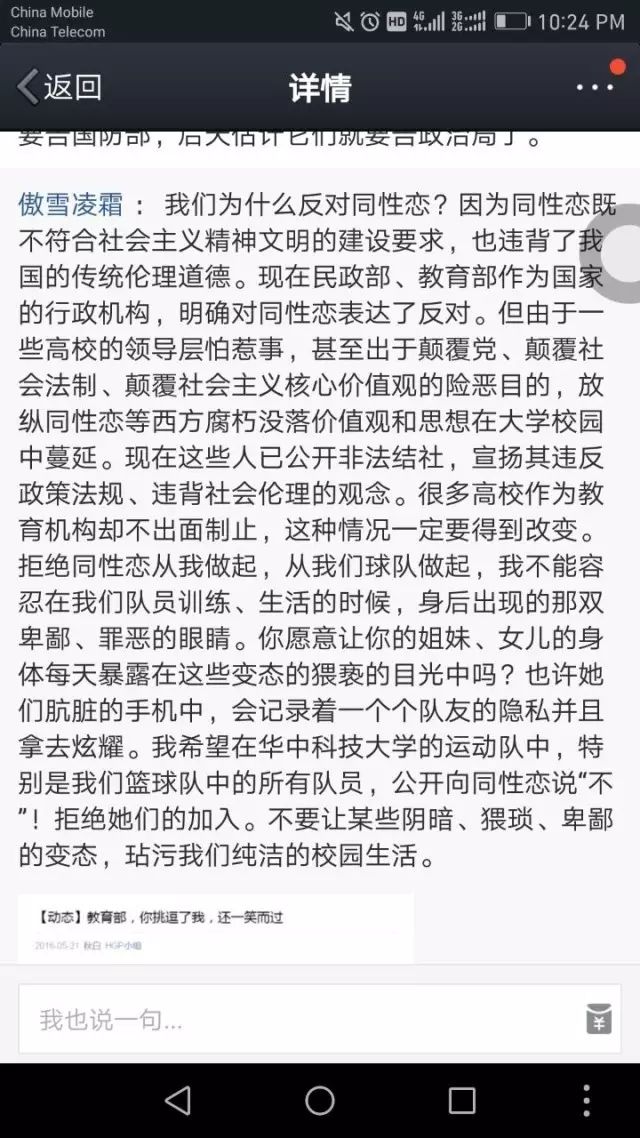 China Mobile
China Telecom
HD 4G 3G 2G 10:24 PM
返回 详情
要告国防部，后天估计它们就要告政治局了。
傲雪凌霜： 我们为什么反对同性恋？因为同性恋既
不符合社会主义精神文明的建设要求，也违背了我
国的传统伦理道德。现在民政部、教育部作为国家
的行政机构，明确对同性恋表达了反对。但由于一
些高校的领导层怕惹事，甚至出于颠覆党、颠覆社
会法制、颠覆社会主义核心价值观的险恶目的，放
纵同性恋等西方腐朽没落价值观和思想在大学校园
中蔓延。现在这些人已公开非法结社，宣扬其违反
政策法规、违背社会伦理的观念。很多高校作为教
育机构却不出面制止，这种情况一定要得到改变。
拒绝同性恋从我做起，从我们球队做起，我不能容
忍在我们队员训练、生活的时候，身后出现的那双
卑鄙、罪恶的眼睛。你愿意让你的姐妹、女儿的身
体每天暴露在这些变态的猥亵的目光中吗？也许她
们肮脏的手机中，会记录着一个个队友的隐私并且
拿去炫耀。我希望在华中科技大学的运动队中，特
别是我们篮球队中的所有队员，公开向同性恋说“不
”！拒绝她们的加入。不要让某些阴暗、猥琐、卑鄙
的变态，玷污我们纯洁的校园生活。
【动态】教育部，你挑逗了我，还一笑而过
2016-05-21 秋白 HGP小组
我也说一句...
¥